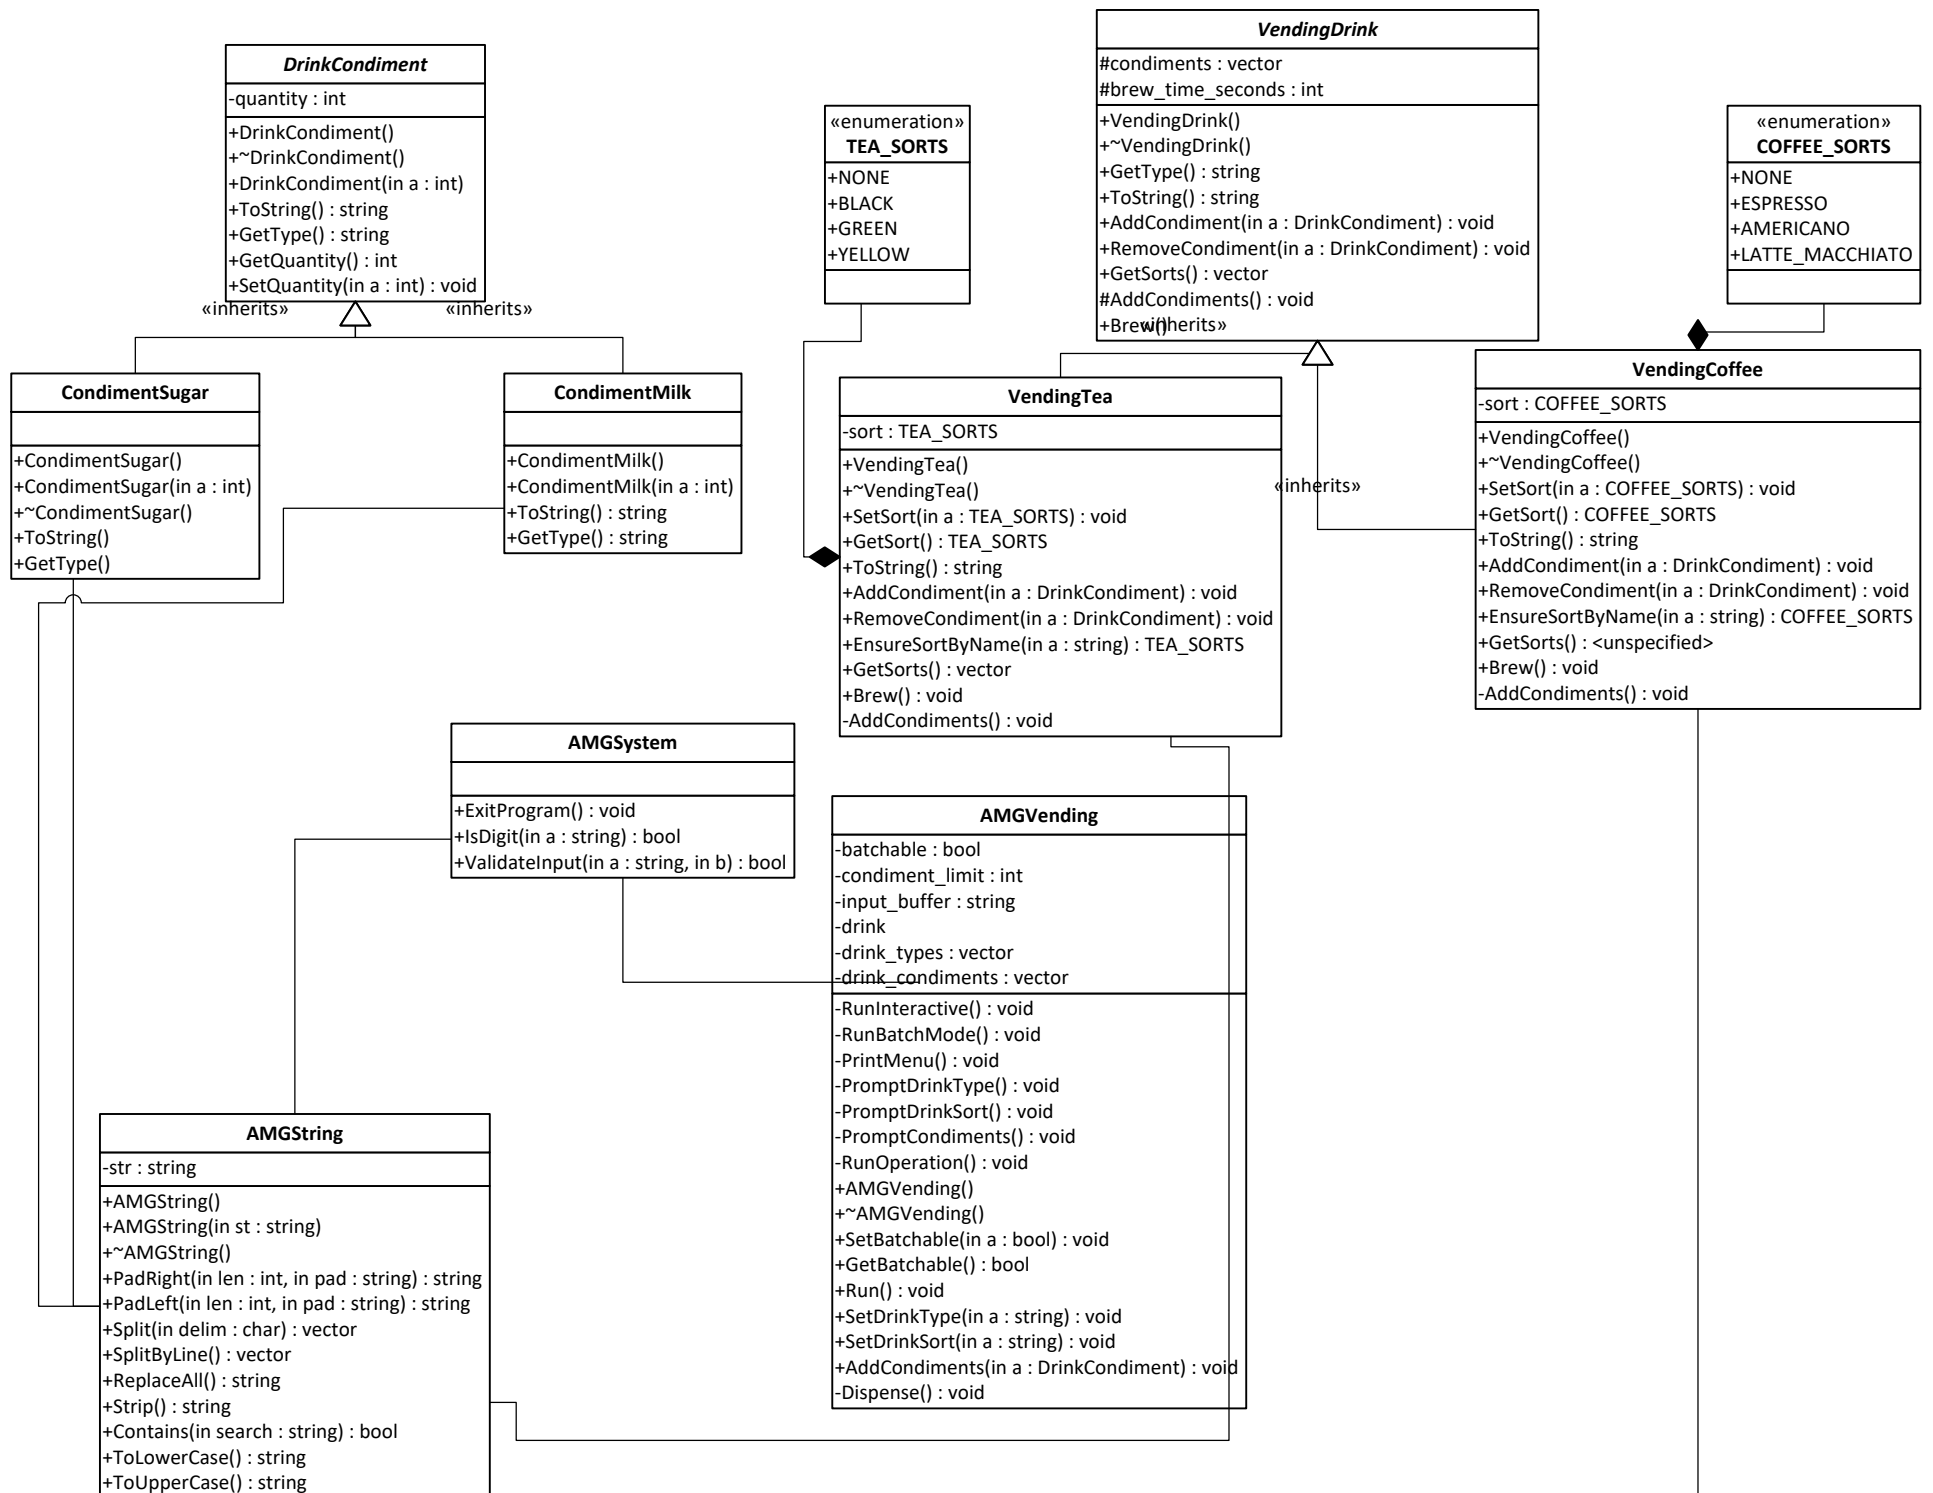 DrinkCondiment
-quantity : int
+DrinkCondiment()
+~DrinkCondiment()
+DrinkCondiment(in a : int)
+ToString() : string
+GetType() : string
+GetQuantity() : int
+SetQuantity(in a : int) : void
«inherits»
«inherits»
«enumeration»
TEA_SORTS
+NONE
+BLACK
+GREEN
+YELLOW
VendingDrink
#condiments : vector
#brew_time_seconds : int
+VendingDrink()
+~VendingDrink()
+GetType() : string
+ToString() : string
+AddCondiment(in a : DrinkCondiment) : void
+RemoveCondiment(in a : DrinkCondiment) : void
+GetSorts() : vector
#AddCondiments() : void
+Brew()
«inherits»
«enumeration»
COFFEE_SORTS
+NONE
+ESPRESSO
+AMERICANO
+LATTE_MACCHIATO
CondimentSugar
+CondimentSugar()
+CondimentSugar(in a : int)
+~CondimentSugar()
+ToString()
+GetType()
CondimentMilk
+CondimentMilk()
+CondimentMilk(in a : int)
+ToString() : string
+GetType() : string
VendingTea
-sort : TEA_SORTS
+VendingTea()
+~VendingTea()
+SetSort(in a : TEA_SORTS) : void
+GetSort() : TEA_SORTS
+ToString() : string
+AddCondiment(in a : DrinkCondiment) : void
+RemoveCondiment(in a : DrinkCondiment) : void
+EnsureSortByName(in a : string) : TEA_SORTS
+GetSorts() : vector
+Brew() : void
-AddCondiments() : void
«inherits»
VendingCoffee
-sort : COFFEE_SORTS
+VendingCoffee()
+~VendingCoffee()
+SetSort(in a : COFFEE_SORTS) : void
+GetSort() : COFFEE_SORTS
+ToString() : string
+AddCondiment(in a : DrinkCondiment) : void
+RemoveCondiment(in a : DrinkCondiment) : void
+EnsureSortByName(in a : string) : COFFEE_SORTS
+GetSorts() : <unspecified>
+Brew() : void
-AddCondiments() : void
AMGSystem
+ExitProgram() : void
+IsDigit(in a : string) : bool
+ValidateInput(in a : string, in b) : bool
AMGVending
-batchable : bool
-condiment_limit : int
-input_buffer : string
-drink
-drink_types : vector
-drink_condiments : vector
-RunInteractive() : void
-RunBatchMode() : void
-PrintMenu() : void
-PromptDrinkType() : void
-PromptDrinkSort() : void
-PromptCondiments() : void
-RunOperation() : void
+AMGVending()
+~AMGVending()
+SetBatchable(in a : bool) : void
+GetBatchable() : bool
+Run() : void
+SetDrinkType(in a : string) : void
+SetDrinkSort(in a : string) : void
+AddCondiments(in a : DrinkCondiment) : void
-Dispense() : void
AMGString
-str : string
+AMGString()
+AMGString(in st : string)
+~AMGString()
+PadRight(in len : int, in pad : string) : string
+PadLeft(in len : int, in pad : string) : string
+Split(in delim : char) : vector
+SplitByLine() : vector
+ReplaceAll() : string
+Strip() : string
+Contains(in search : string) : bool
+ToLowerCase() : string
+ToUpperCase() : string